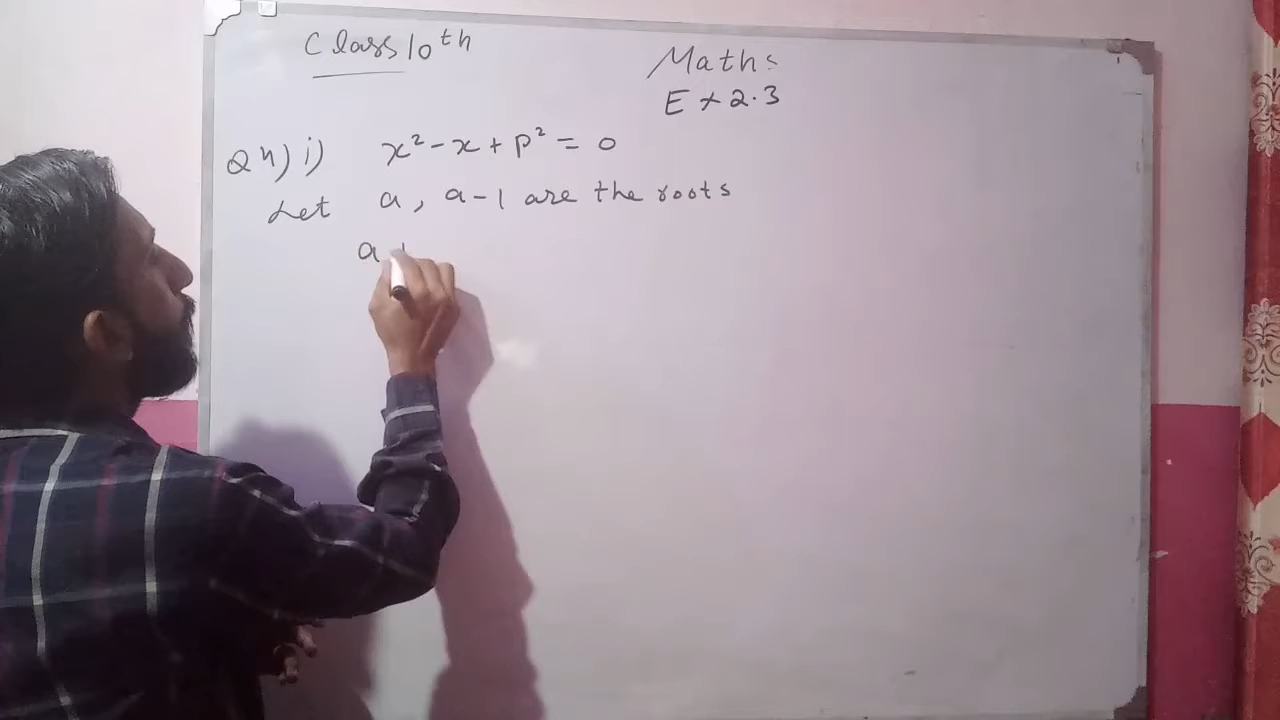 Class 10th
Maths
Ex 2.3
Q4) i) x² - x + p² = 0
Let a, a-1 are the roots
a +